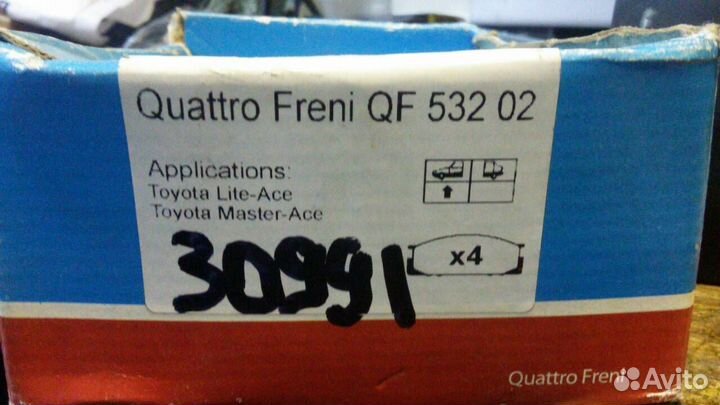 Quattro Freni QF 532 02
Applications:
Toyota Lite-Ace
Toyota Master-Ace
x4
30991
Quattro Freni
Avito